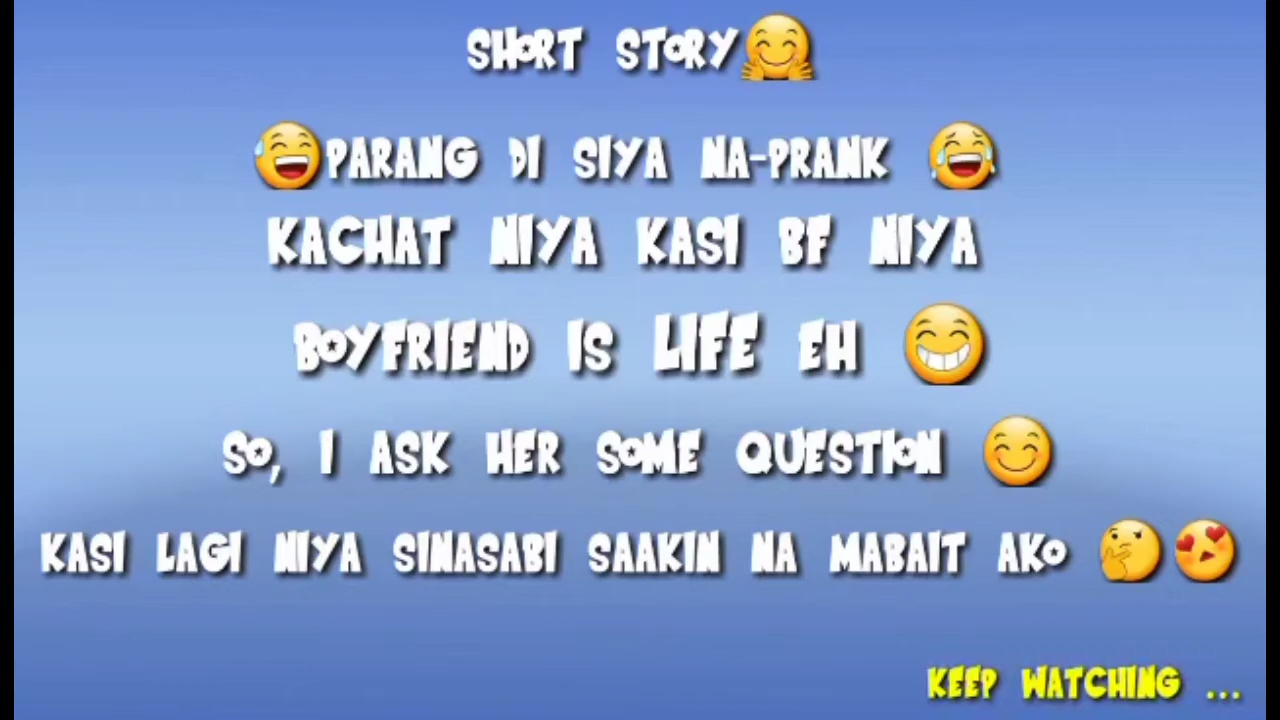 SHORT STORY🤗
😅PARANG DI SIYA NA-PRANK 😂
KACHAT NIYA KASI BF NIYA
BOYFRIEND IS LIFE EH 😁
SO, I ASK HER SOME QUESTION 😊
KASI LAGI NIYA SINASABI SAAKIN NA MABAIT AKO 🤔😍
KEEP WATCHING ...